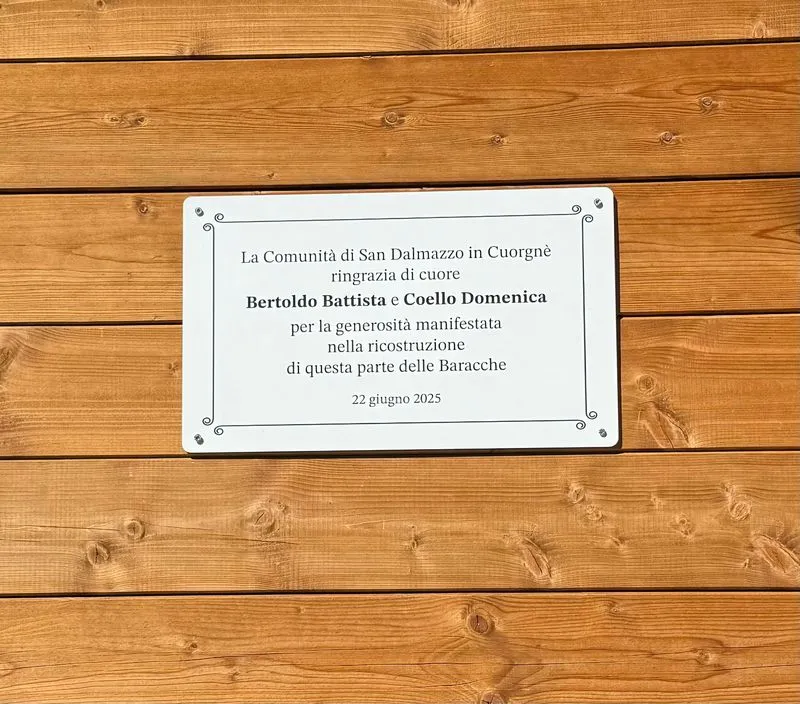 La Comunità di San Dalmazzo in Cuorgnè
ringrazia di cuore
Bertoldo Battista e Coello Domenica
per la generosità manifestata
nella ricostruzione
di questa parte delle Baracche
22 giugno 2025